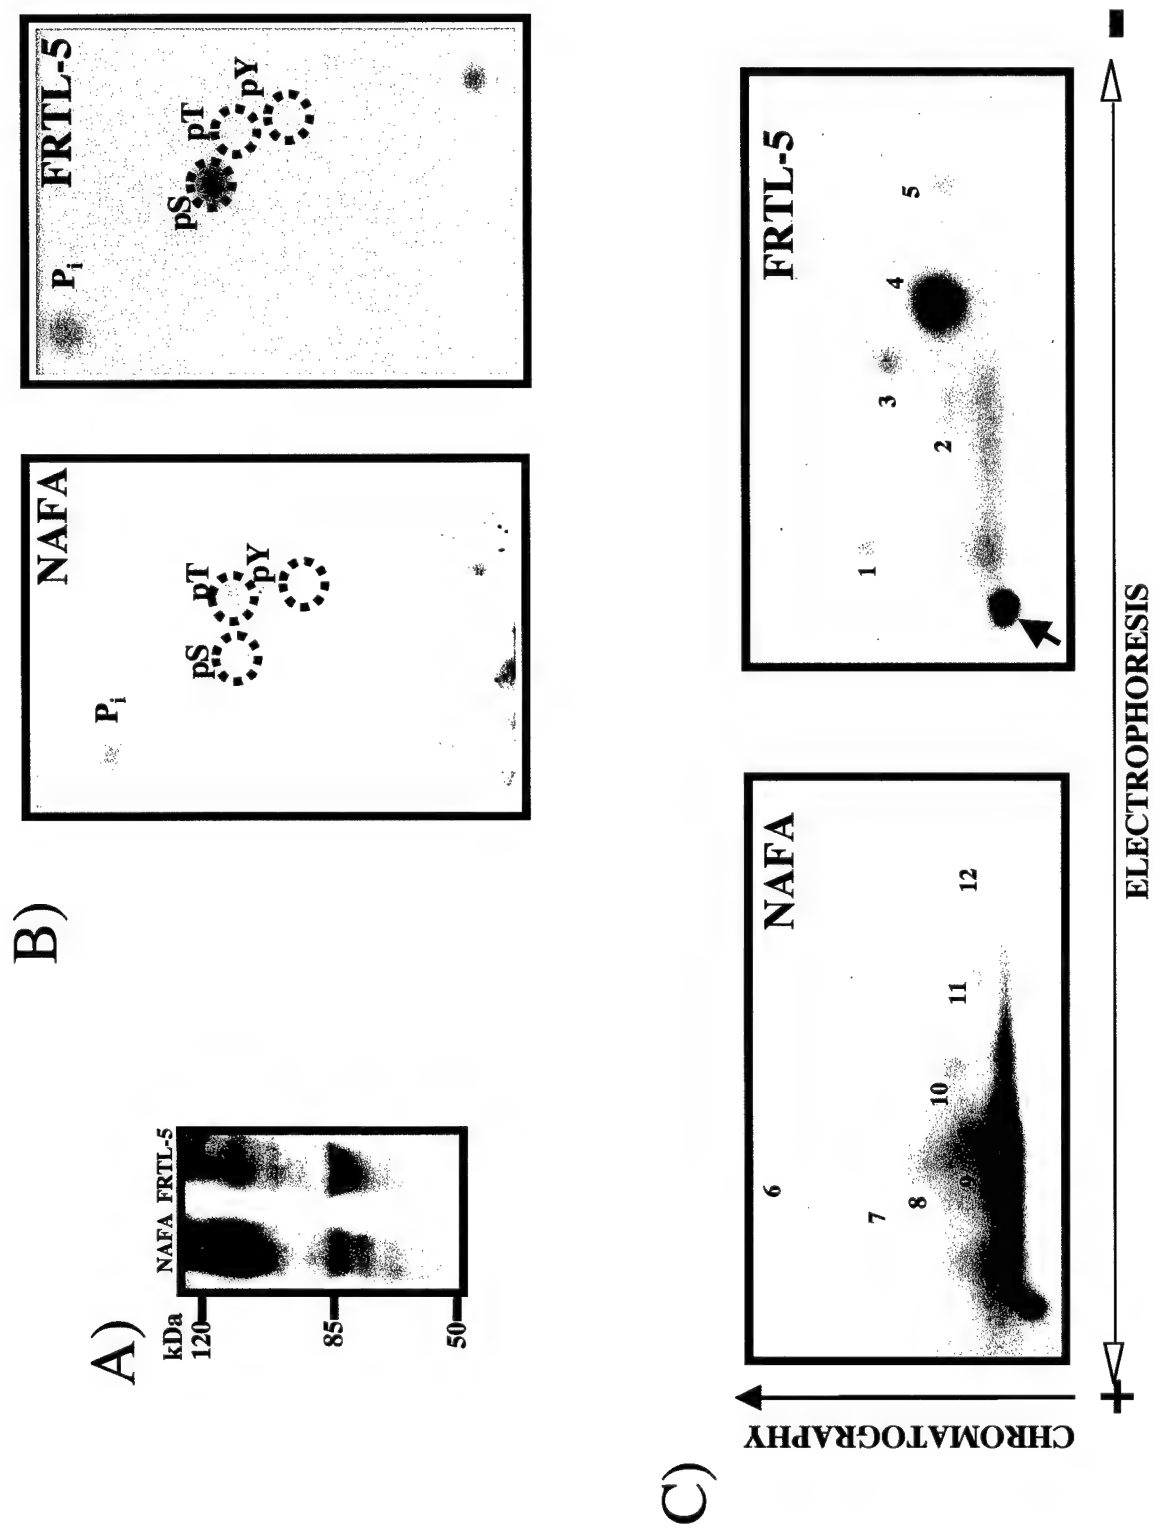 A)
kDa
NAFA FRTL-5
120
85
50
B)
NAFA
Pi
pS
pT
pY
FRTL-5
Pi
pS
pT
pY
C)
CHROMATOGRAPHY
NAFA
6
7
8
9
10
11
12
FRTL-5
1
2
3
4
5
+
ELECTROPHORESIS
-